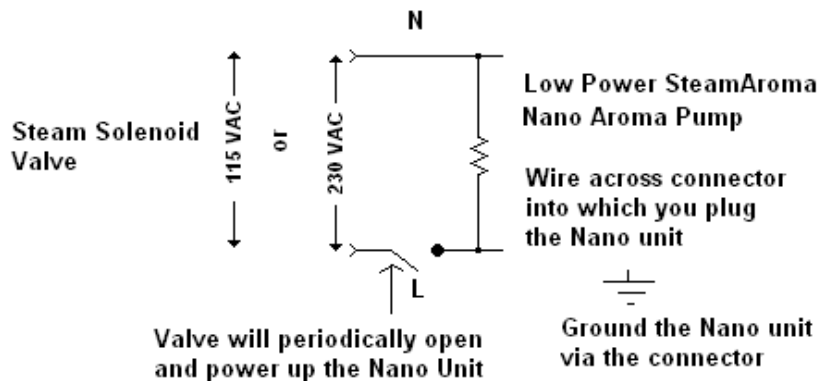 N
Steam Solenoid
Valve
115 VAC
or
230 VAC
Low Power SteamAroma
Nano Aroma Pump
Wire across connector
into which you plug
the Nano unit
L
Valve will periodically open
and power up the Nano Unit
Ground the Nano unit
via the connector